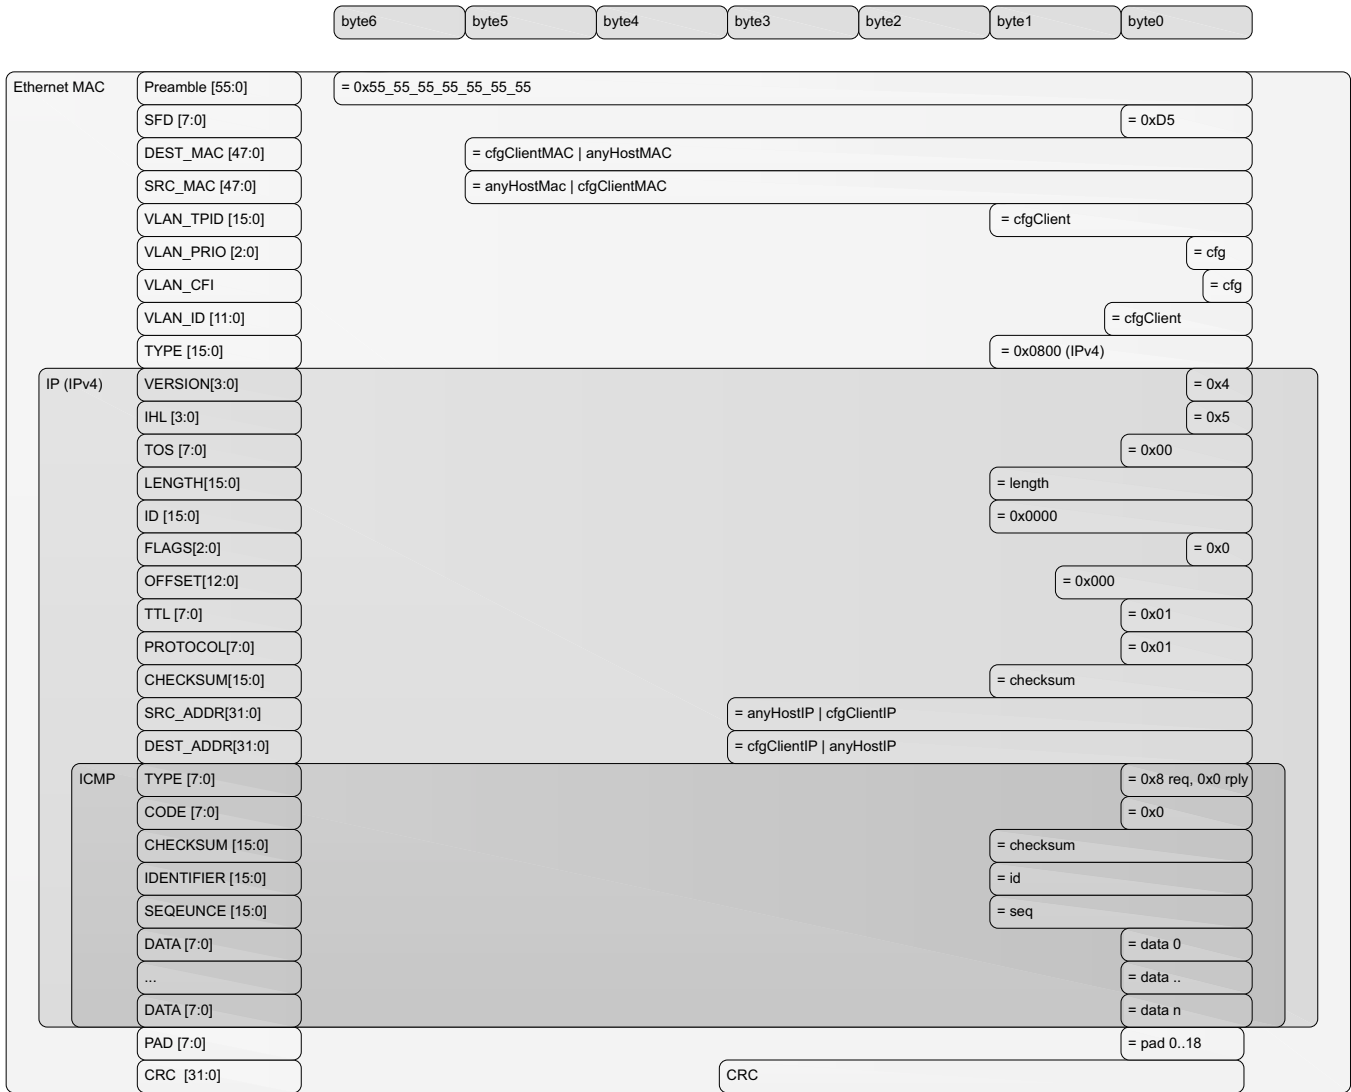 byte6 byte5 byte4 byte3 byte2 byte1 byte0
Ethernet MAC Preamble [55:0] = 0x55_55_55_55_55_55_55
SFD [7:0] = 0xD5
DEST_MAC [47:0] = cfgClientMAC | anyHostMAC
SRC_MAC [47:0] = anyHostMac | cfgClientMAC
VLAN_TPID [15:0] = cfgClient
VLAN_PRIO [2:0] = cfg
VLAN_CFI = cfg
VLAN_ID [11:0] = cfgClient
TYPE [15:0] = 0x0800 (IPv4)
IP (IPv4) VERSION[3:0] = 0x4
IHL [3:0] = 0x5
TOS [7:0] = 0x00
LENGTH[15:0] = length
ID [15:0] = 0x0000
FLAGS[2:0] = 0x0
OFFSET[12:0] = 0x000
TTL [7:0] = 0x01
PROTOCOL[7:0] = 0x01
CHECKSUM[15:0] = checksum
SRC_ADDR[31:0] = anyHostIP | cfgClientIP
DEST_ADDR[31:0] = cfgClientIP | anyHostIP
ICMP TYPE [7:0] = 0x8 req, 0x0 rply
CODE [7:0] = 0x0
CHECKSUM [15:0] = checksum
IDENTIFIER [15:0] = id
SEQEUNCE [15:0] = seq
DATA [7:0] = data 0
... = data ..
DATA [7:0] = data n
PAD [7:0] = pad 0..18
CRC [31:0] CRC